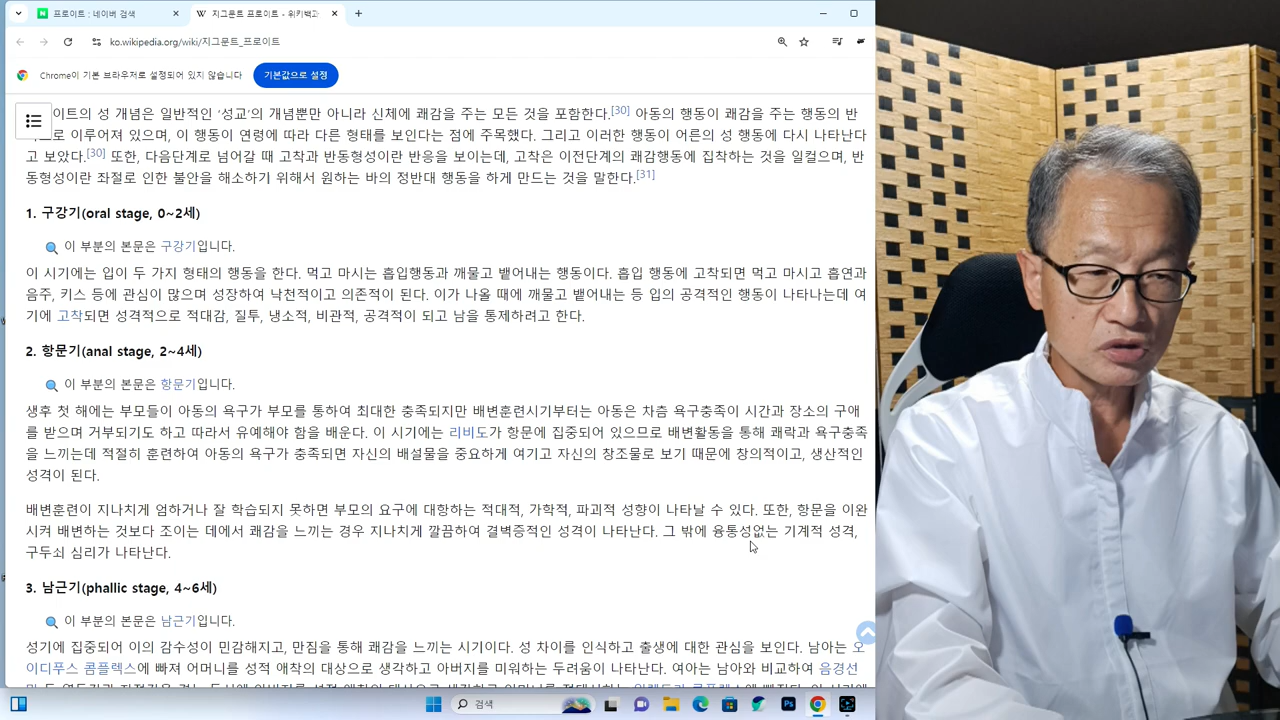 프로이트 : 네이버 검색
지그문트 프로이트 - 위키백과
ko.wikipedia.org/wiki/지그문트_프로이트
Chrome이 기본 브라우저로 설정되어 있지 않습니다
기본값으로 설정
이트의 성 개념은 일반적인 '성교'의 개념뿐만 아니라 신체에 쾌감을 주는 모든 것을 포함한다.[30] 아동의 행동이 쾌감을 주는 행동의 반
로 이루어져 있으며, 이 행동이 연령에 따라 다른 형태를 보인다는 점에 주목했다. 그리고 이러한 행동이 어른의 성 행동에 다시 나타난다
고 보았다.[30] 또한, 다음단계로 넘어갈 때 고착과 반동형성이란 반응을 보이는데, 고착은 이전단계의 쾌감행동에 집착하는 것을 일컬으며, 반
동형성이란 좌절로 인한 불안을 해소하기 위해서 원하는 바의 정반대 행동을 하게 만드는 것을 말한다.[31]
1. 구강기(oral stage, 0~2세)
이 부분의 본문은 구강기입니다.
이 시기에는 입이 두 가지 형태의 행동을 한다. 먹고 마시는 흡입행동과 깨물고 뱉어내는 행동이다. 흡입 행동에 고착되면 먹고 마시고 흡연과
음주, 키스 등에 관심이 많으며 성장하여 낙천적이고 의존적이 된다. 이가 나올 때에 깨물고 뱉어내는 등 입의 공격적인 행동이 나타나는데 여
기에 고착되면 성격적으로 적대감, 질투, 냉소적, 비관적, 공격적이 되고 남을 통제하려고 한다.
2. 항문기(anal stage, 2~4세)
이 부분의 본문은 항문기입니다.
생후 첫 해에는 부모들이 아동의 욕구가 부모를 통하여 최대한 충족되지만 배변훈련시기부터는 아동은 차츰 욕구충족이 시간과 장소의 구애
를 받으며 거부되기도 하고 따라서 유예해야 함을 배운다. 이 시기에는 리비도가 항문에 집중되어 있으므로 배변활동을 통해 쾌락과 욕구충족
을 느끼는데 적절히 훈련하여 아동의 욕구가 충족되면 자신의 배설물을 중요하게 여기고 자신의 창조물로 보기 때문에 창의적이고, 생산적인
성격이 된다.
배변훈련이 지나치게 엄하거나 잘 학습되지 못하면 부모의 요구에 대항하는 적대적, 가학적, 파괴적 성향이 나타날 수 있다. 또한, 항문을 이완
시켜 배변하는 것보다 조이는 데에서 쾌감을 느끼는 경우 지나치게 깔끔하여 결벽증적인 성격이 나타난다. 그 밖에 융통성없는 기계적 성격,
구두쇠 심리가 나타난다.
3. 남근기(phallic stage, 4~6세)
이 부분의 본문은 남근기입니다.
성기에 집중되어 이의 감수성이 민감해지고, 만짐을 통해 쾌감을 느끼는 시기이다. 성 차이를 인식하고 출생에 대한 관심을 보인다. 남아는 오
이디푸스 콤플렉스에 빠져 어머니를 성적 애착의 대상으로 생각하고 아버지를 미워하는 두려움이 나타난다. 여아는 남아와 비교하여 음경선
검색
Ps